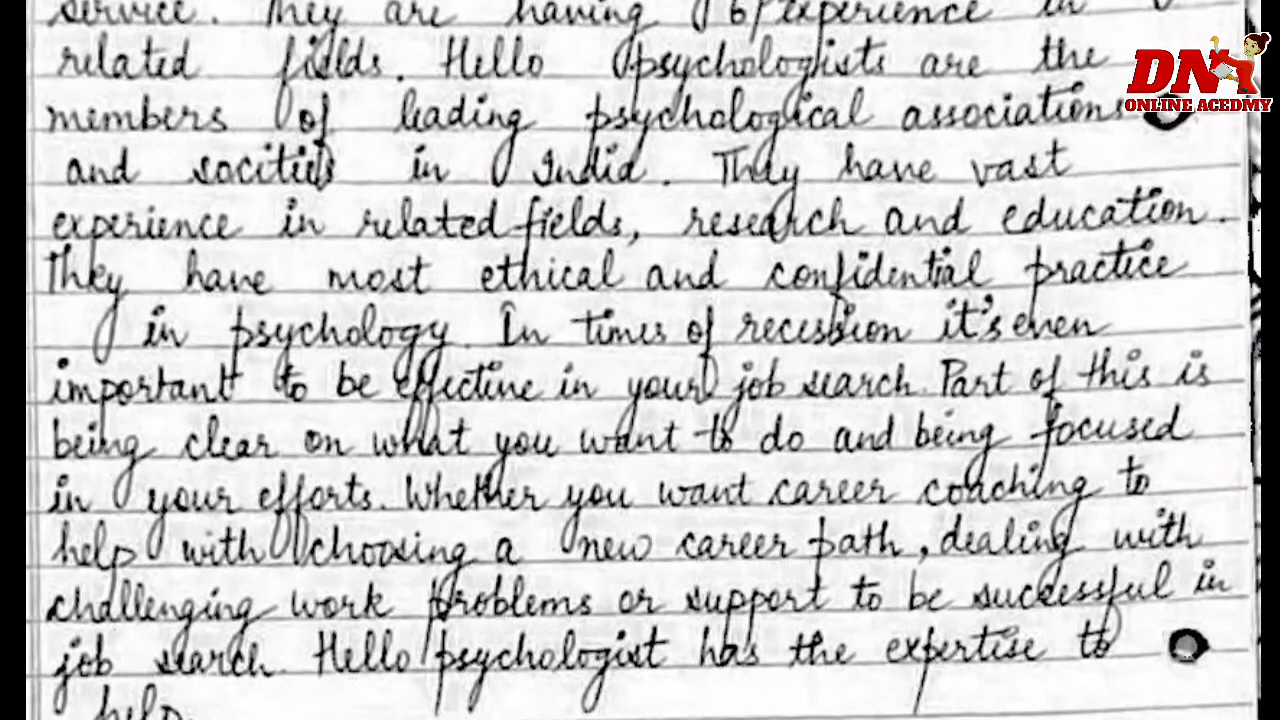 service. They are having experience in
related fields. Hello psychologists are the
members of leading psychological associations
and socities in India. They have vast
experience in related fields, research and education.
They have most ethical and confidential practice
in psychology. In times of recession it's even
important to be effective in your job search. Part of this is
being clear on what you want to do and being focused
in your efforts. Whether you want career coaching to
help with choosing a new career path, dealing with
challenging work problems or support to be successful in
job search. Hello psychologist has the expertise to
help.
DN
ONLINE ACEDMY